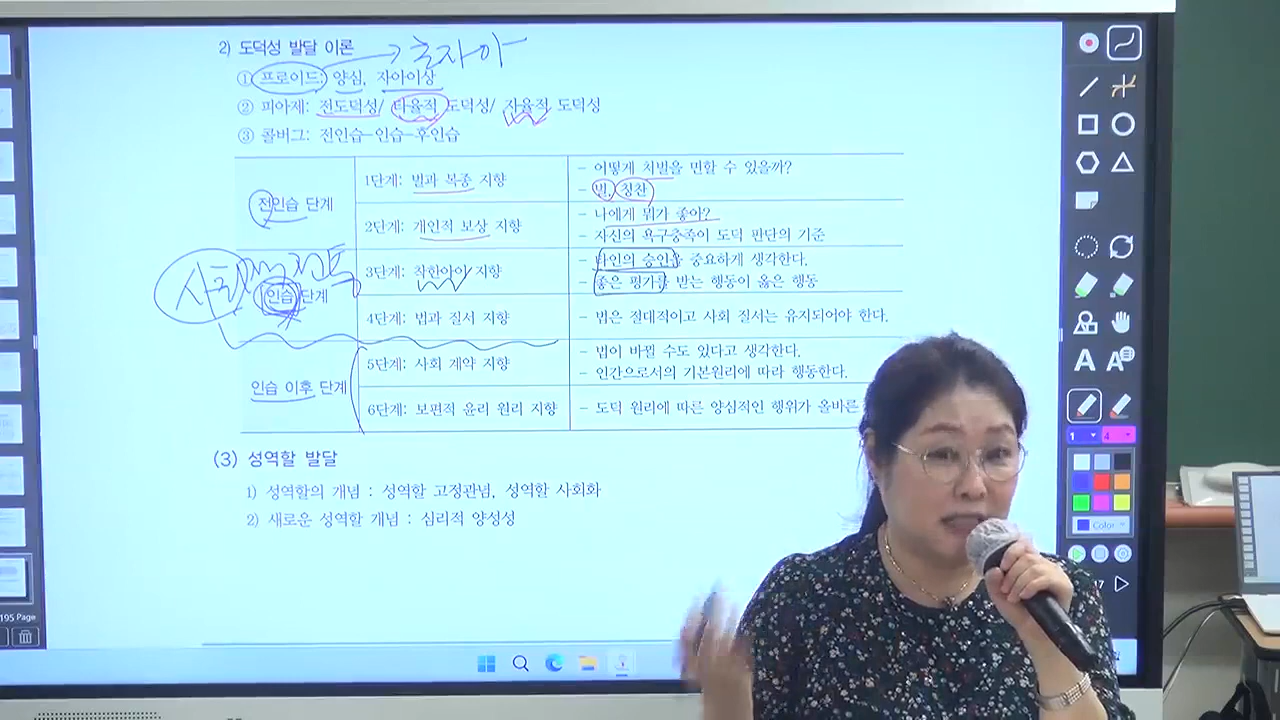 2) 도덕성 발달 이론
초자아
① 프로이드: 양심, 자아이상
② 피아제: 전도덕성/ 타율적 도덕성/ 자율적 도덕성
③ 콜버그: 전인습-인습-후인습
전인습 단계
1단계: 벌과 복종 지향
- 어떻게 처벌을 면할 수 있을까?
- 벌, 칭찬
2단계: 개인적 보상 지향
- 나에게 뭐가 좋아?
- 자신의 욕구충족이 도덕 판단의 기준
인습 단계
3단계: 착한아이 지향
- 타인의 승인을 중요하게 생각한다.
- 좋은 평가를 받는 행동이 옳은 행동
4단계: 법과 질서 지향
- 법은 절대적이고 사회 질서는 유지되어야 한다.
인습 이후 단계
5단계: 사회 계약 지향
- 법이 바뀔 수도 있다고 생각한다.
- 인간으로서의 기본원리에 따라 행동한다.
6단계: 보편적 윤리 원리 지향
- 도덕 원리에 따른 양심적인 행위가 올바른
(3) 성역할 발달
1) 성역할의 개념 : 성역할 고정관념, 성역할 사회화
2) 새로운 성역할 개념 : 심리적 양성성
195 Page
A A
1 4
Color
17